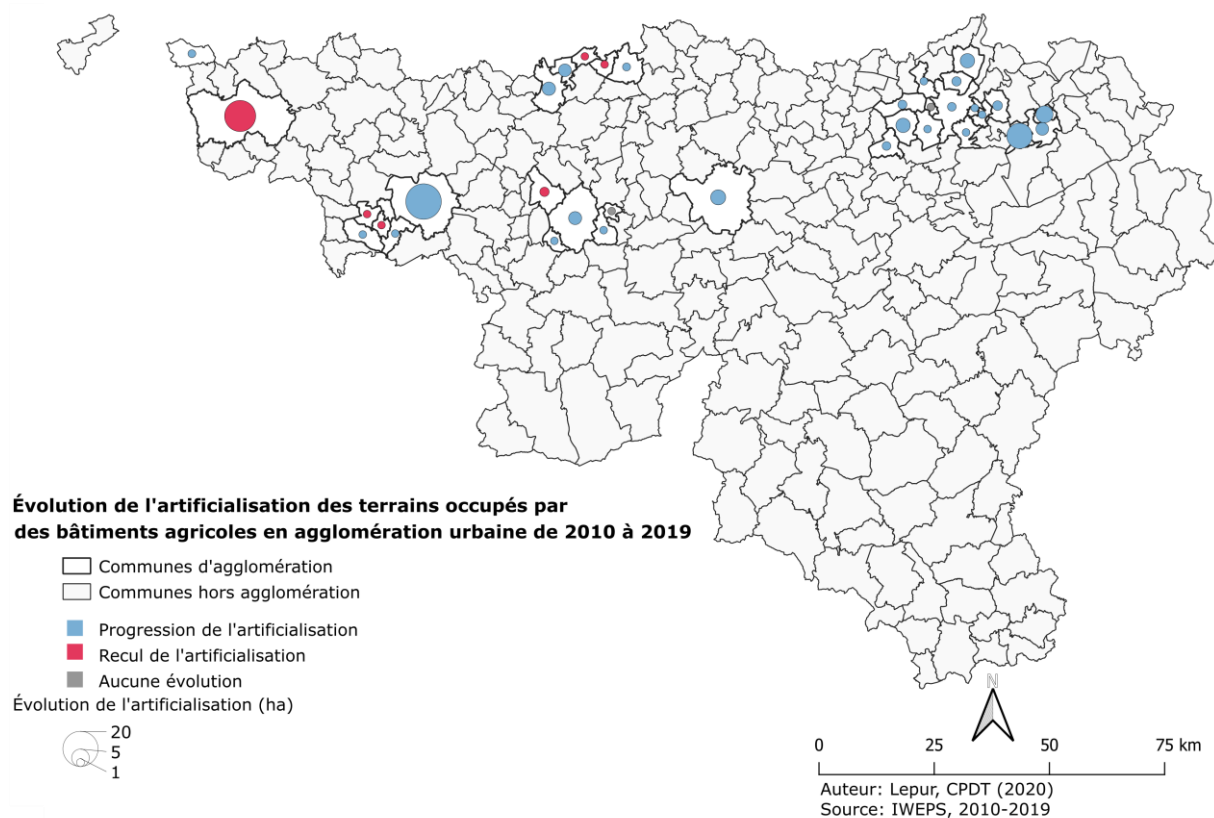 Évolution de l'artificialisation des terrains occupés par
des bâtiments agricoles en agglomération urbaine de 2010 à 2019
Communes d'agglomération
Communes hors agglomération
Progression de l'artificialisation
Recul de l'artificialisation
Aucune évolution
Évolution de l'artificialisation (ha)
20
5
1
N
0 25 50 75 km
Auteur: Lepur, CPDT (2020)
Source: IWEPS, 2010-2019